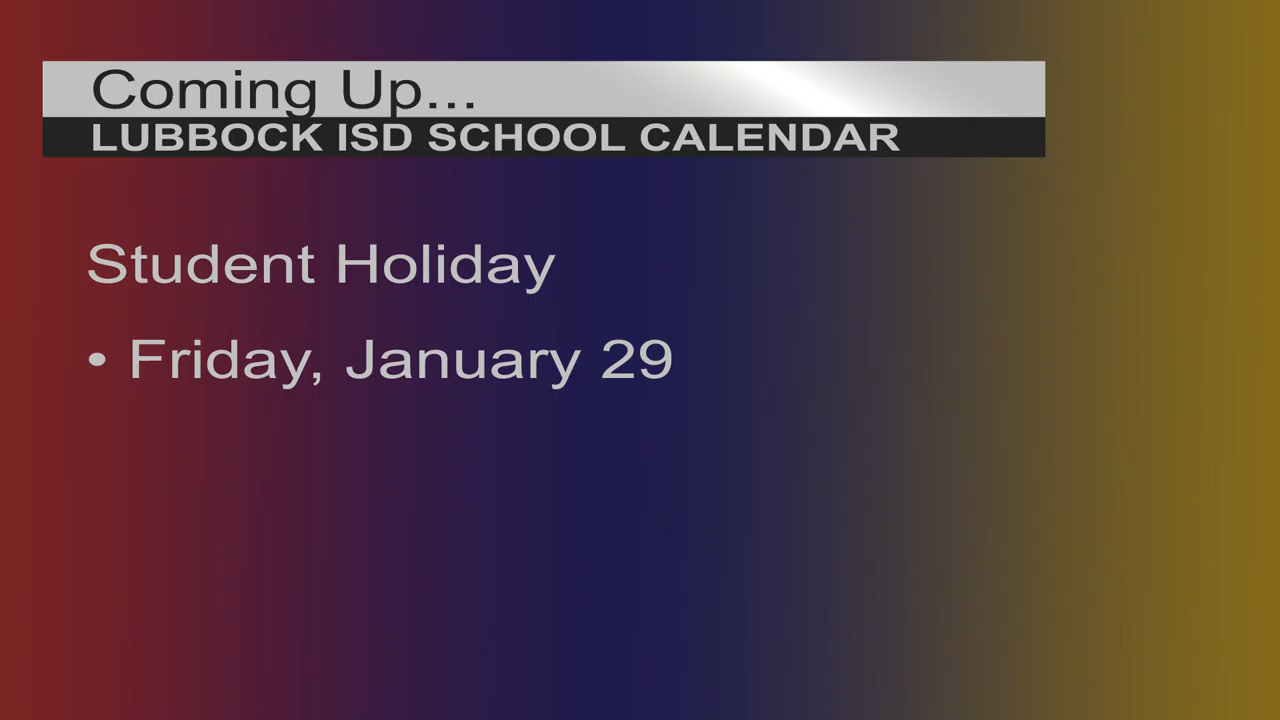 Coming Up...
LUBBOCK ISD SCHOOL CALENDAR
Student Holiday
• Friday, January 29